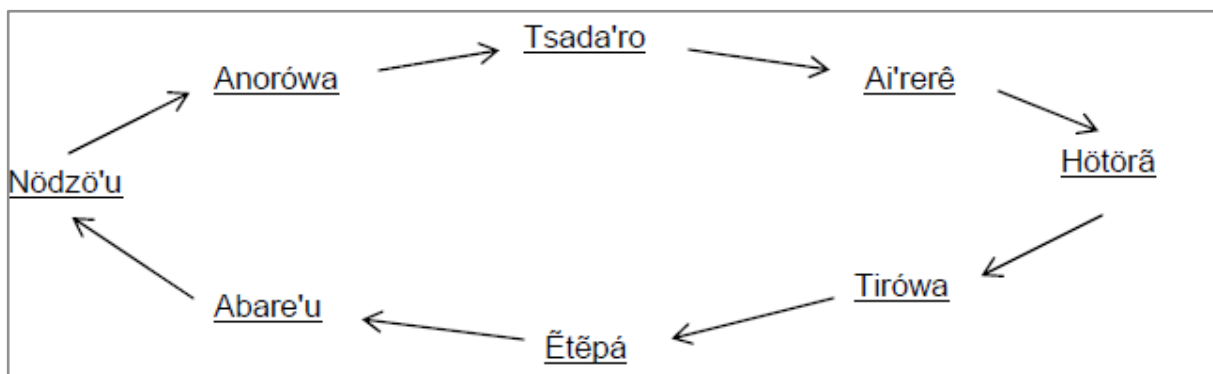 Tsada'ro
Anorówa
Ai'rerê
Hötörã
Nödzö'u
Tirówa
Abare'u
Ẽtẽpá